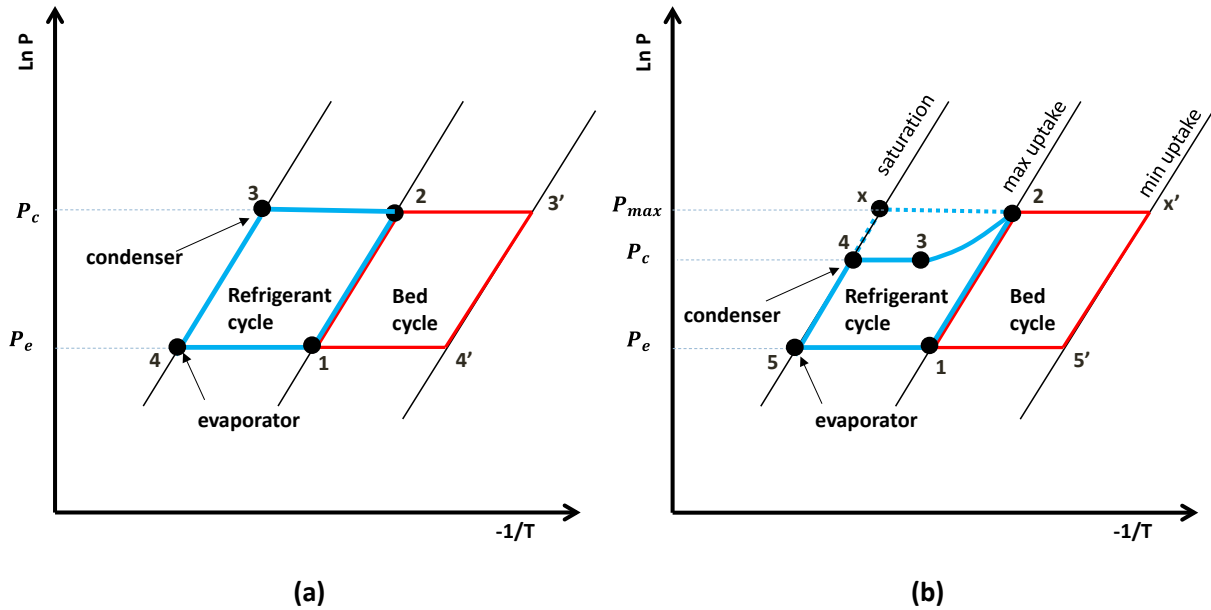 Ln P
3
2
3’
P_c
condenser
Refrigerant
cycle
Bed
cycle
P_e
4
1
4’
evaporator
-1/T
(a)
Ln P
saturation
max uptake
min uptake
x
2
x’
P_max
4
3
P_c
condenser
Refrigerant
cycle
Bed
cycle
P_e
5
1
5’
evaporator
-1/T
(b)